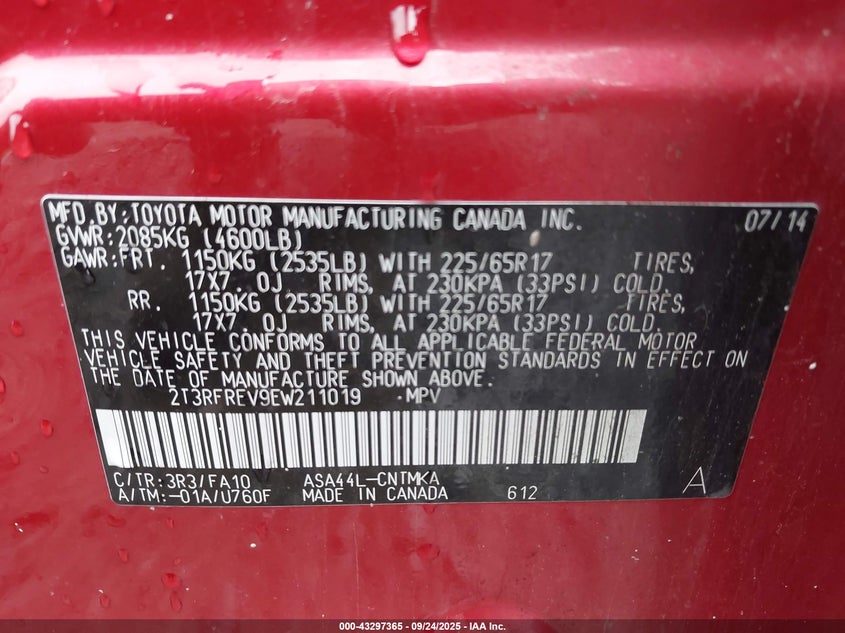 MFD.BY:TOYOTA MOTOR MANUFACTURING CANADA INC. 07/14
GVWR:2085KG (4600LB)
GAWR:FRT. 1150KG (2535LB) WITH 225/65R17 TIRES,
17X7.0J RIMS, AT 230KPA (33PSI) COLD.
RR. 1150KG (2535LB) WITH 225/65R17 TIRES,
17X7.0J RIMS, AT 230KPA (33PSI) COLD.
THIS VEHICLE CONFORMS TO ALL APPLICABLE FEDERAL MOTOR
VEHICLE SAFETY AND THEFT PREVENTION STANDARDS IN EFFECT ON
THE DATE OF MANUFACTURE SHOWN ABOVE.
2T3RFREV9EW211019 MPV
C/TR:3R3/FA10 ASA44L-CNTMKA
A/TM:-01A/U760F MADE IN CANADA 612 A
000-43297365 - 09/24/2025 - IAA Inc.